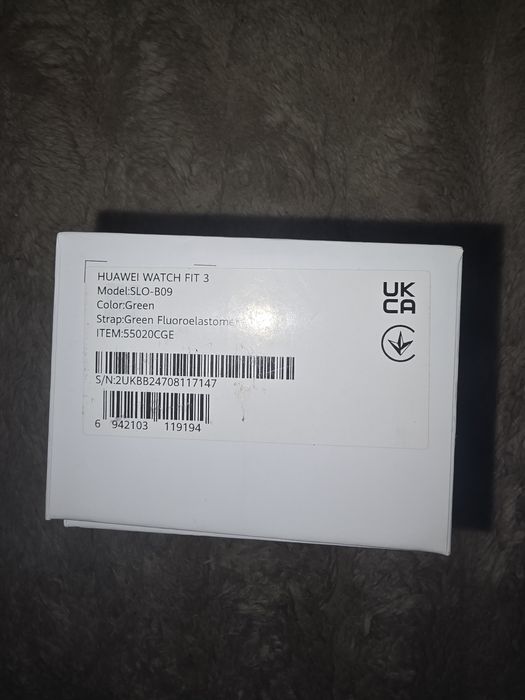 HUAWEI WATCH FIT 3
Model:SLO-B09
Color:Green
Strap:Green Fluoroelastomer
ITEM:55020CGE
S/N:2UKBB24708117147
6 942103 119194
UK
CA